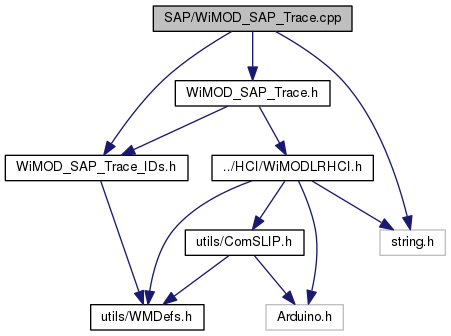 SAP/WiMOD_SAP_Trace.cpp
WiMOD_SAP_Trace.h
WiMOD_SAP_Trace_IDs.h
../HCI/WiMODLRHCI.h
utils/ComSLIP.h
string.h
utils/WMDefs.h
Arduino.h